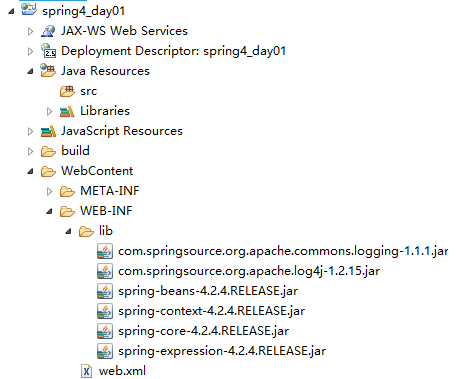 spring4_day01
JAX-WS Web Services
2.5 Deployment Descriptor: spring4_day01
Java Resources
src
Libraries
JavaScript Resources
build
WebContent
META-INF
WEB-INF
lib
com.springsource.org.apache.commons.logging-1.1.1.jar
com.springsource.org.apache.log4j-1.2.15.jar
spring-beans-4.2.4.RELEASE.jar
spring-context-4.2.4.RELEASE.jar
spring-core-4.2.4.RELEASE.jar
spring-expression-4.2.4.RELEASE.jar
web.xml